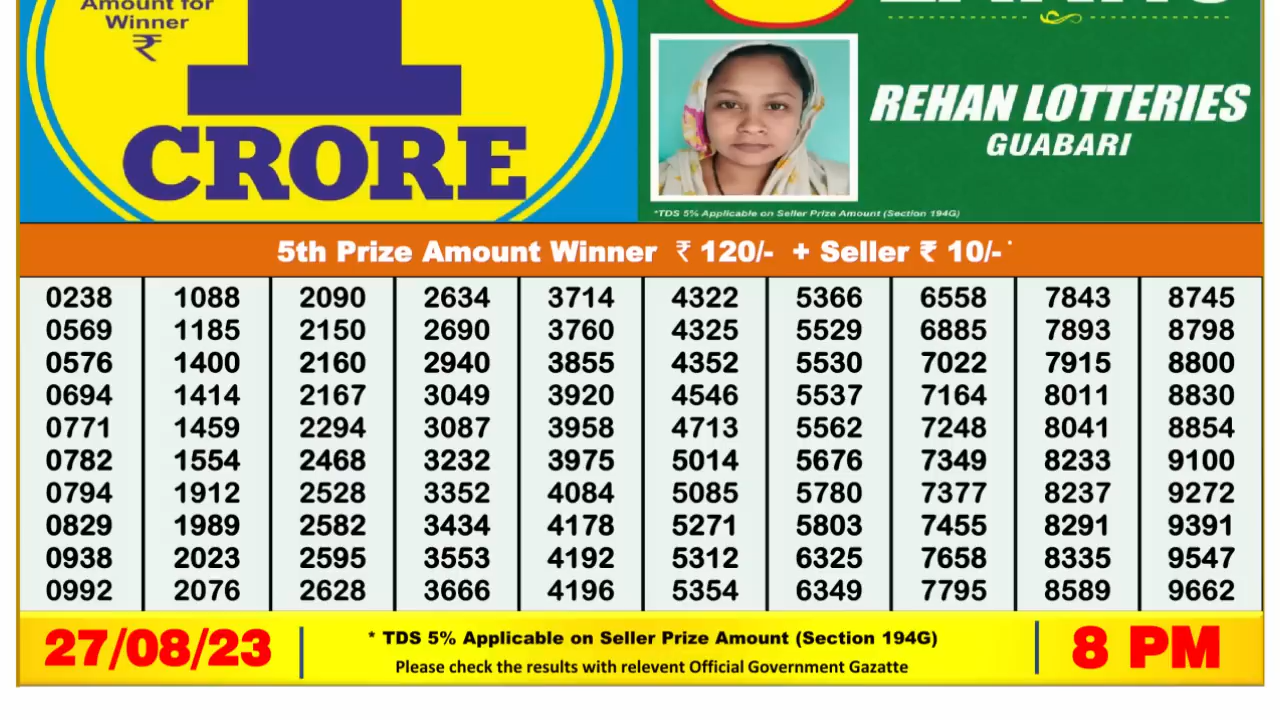 Amount for
Winner
₹
1
CRORE
REHAN LOTTERIES
GUABARI
*TDS 5% Applicable on Seller Prize Amount (Section 194G)
5th Prize Amount Winner ₹ 120/- + Seller ₹ 10/-*
0238 1088 2090 2634 3714 4322 5366 6558 7843 8745
0569 1185 2150 2690 3760 4325 5529 6885 7893 8798
0576 1400 2160 2940 3855 4352 5530 7022 7915 8800
0694 1414 2167 3049 3920 4546 5537 7164 8011 8830
0771 1459 2294 3087 3958 4713 5562 7248 8041 8854
0782 1554 2468 3232 3975 5014 5676 7349 8233 9100
0794 1912 2528 3352 4084 5085 5780 7377 8237 9272
0829 1989 2582 3434 4178 5271 5803 7455 8291 9391
0938 2023 2595 3553 4192 5312 6325 7658 8335 9547
0992 2076 2628 3666 4196 5354 6349 7795 8589 9662
27/08/23
* TDS 5% Applicable on Seller Prize Amount (Section 194G)
Please check the results with relevent Official Government Gazatte
8 PM